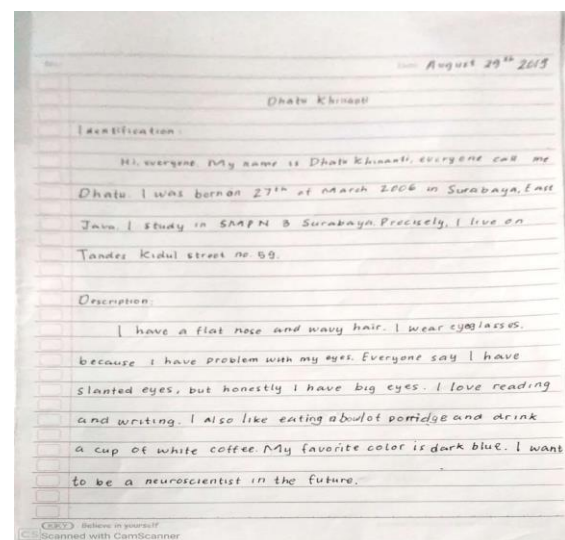 No:
Date: August 29th 2019
Dhatu Khinanti
Identification:
Hi, everyone. My name is Dhatu Khinanti, everyone call me
Dhatu. I was born on 27th of March 2006 in Surabaya, East
Java. I study in SMPN 3 Surabaya. Precisely, I live on
Tandes Kidul street no. 59.
Description:
I have a flat nose and wavy hair. I wear eyeglasses.
because I have problem with my eyes. Everyone say I have
slanted eyes, but honestly I have big eyes. I love reading
and writing. I also like eating a bowl of porridge and drink
a cup of white coffee. My favorite color is dark blue. I want
to be a neuroscientist in the future.
KEY Believe in yourself
CS Scanned with CamScanner